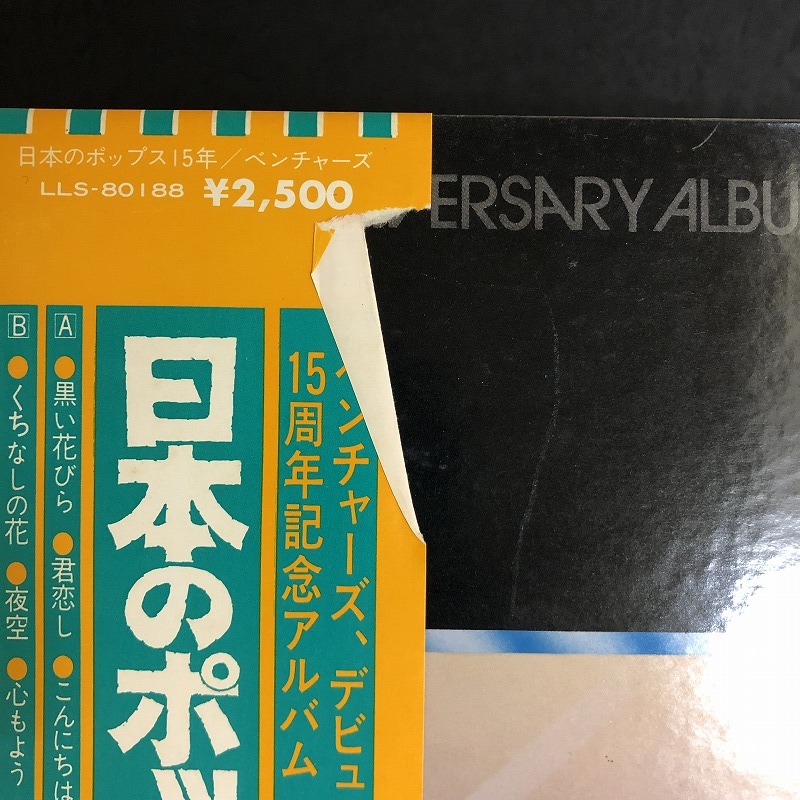 日本のポップス15年／ベンチャーズ
LLS-80188 ¥2,500
ERSARY ALBU
ベンチャーズ、デビュ
15周年記念アルバム
日本のポッ
A ●黒い花びら ●君恋し ●こんにちは
B ●くちなしの花 ●夜空 ●心もよう